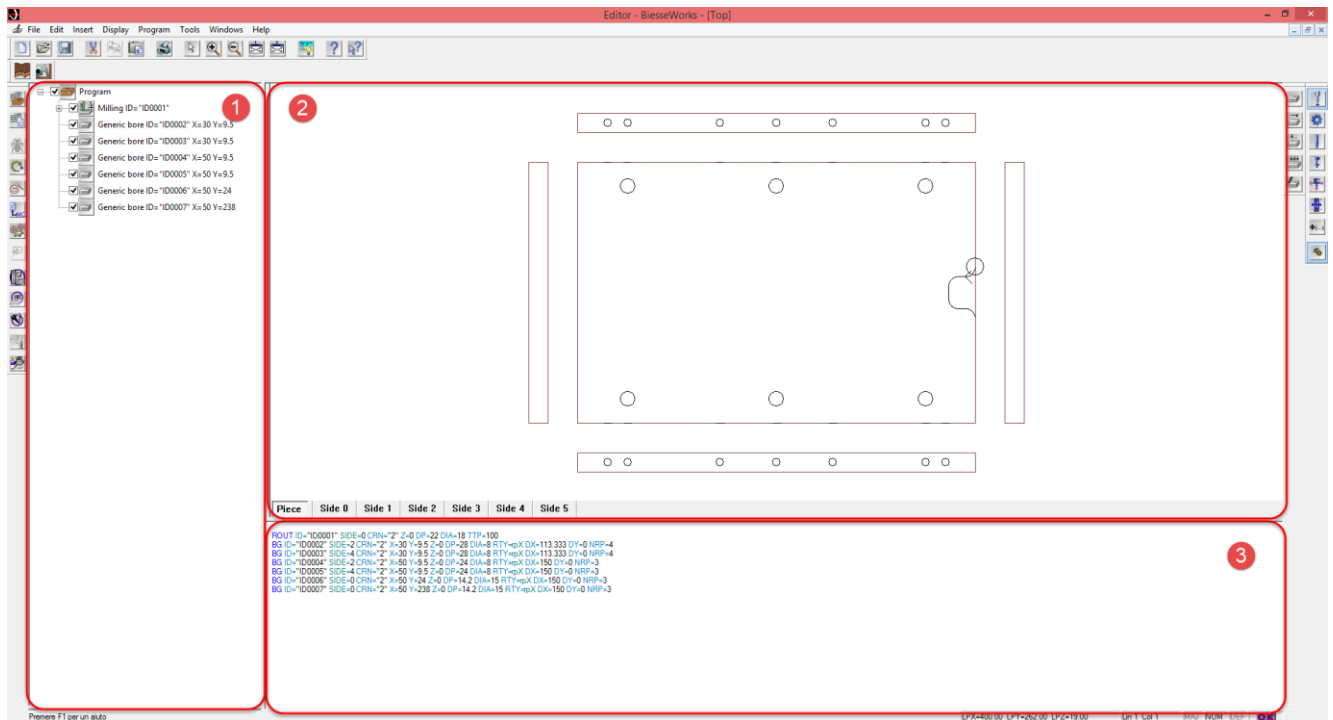 Editor - BiesseWorks - [Top]
File Edit Insert Display Program Tools Windows Help
Program
Milling ID="ID0001"
Generic bore ID="ID0002" X=30 Y=9.5
Generic bore ID="ID0003" X=30 Y=9.5
Generic bore ID="ID0004" X=50 Y=9.5
Generic bore ID="ID0005" X=50 Y=9.5
Generic bore ID="ID0006" X=50 Y=24
Generic bore ID="ID0007" X=50 Y=238
1
2
Piece Side 0 Side 1 Side 2 Side 3 Side 4 Side 5
ROUT ID="ID0001" SIDE=0 CRN="2" Z=0 DP=22 DIA=18 TTP=100
BG ID="ID0002" SIDE=2 CRN="2" X=30 Y=9.5 Z=0 DP=28 DIA=8 RTY=rpX DX=113.333 DY=0 NRP=4
BG ID="ID0003" SIDE=4 CRN="2" X=30 Y=9.5 Z=0 DP=28 DIA=8 RTY=rpX DX=113.333 DY=0 NRP=4
BG ID="ID0004" SIDE=2 CRN="2" X=50 Y=9.5 Z=0 DP=24 DIA=8 RTY=rpX DX=150 DY=0 NRP=3
BG ID="ID0005" SIDE=4 CRN="2" X=50 Y=9.5 Z=0 DP=24 DIA=8 RTY=rpX DX=150 DY=0 NRP=3
BG ID="ID0006" SIDE=0 CRN="2" X=50 Y=24 Z=0 DP=14.2 DIA=15 RTY=rpX DX=150 DY=0 NRP=3
BG ID="ID0007" SIDE=0 CRN="2" X=50 Y=238 Z=0 DP=14.2 DIA=15 RTY=rpX DX=150 DY=0 NRP=3
3
Premere F1 per un aiuto LPX=400.00 LPY=262.00 LPZ=19.00 Lin 1 Col 1 NUM DEF OK